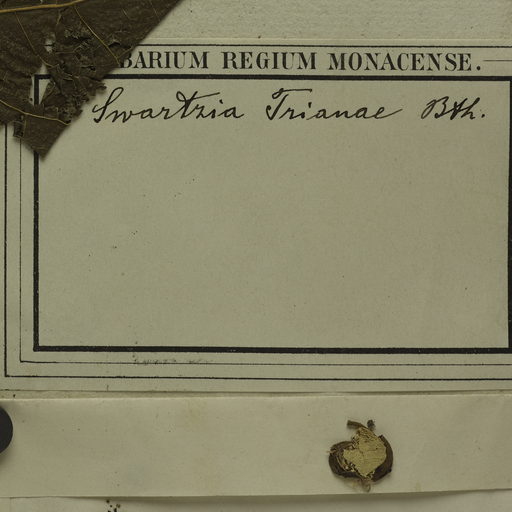 BARIUM REGIUM MONACENSE.
Swartzia Trianae Bth.